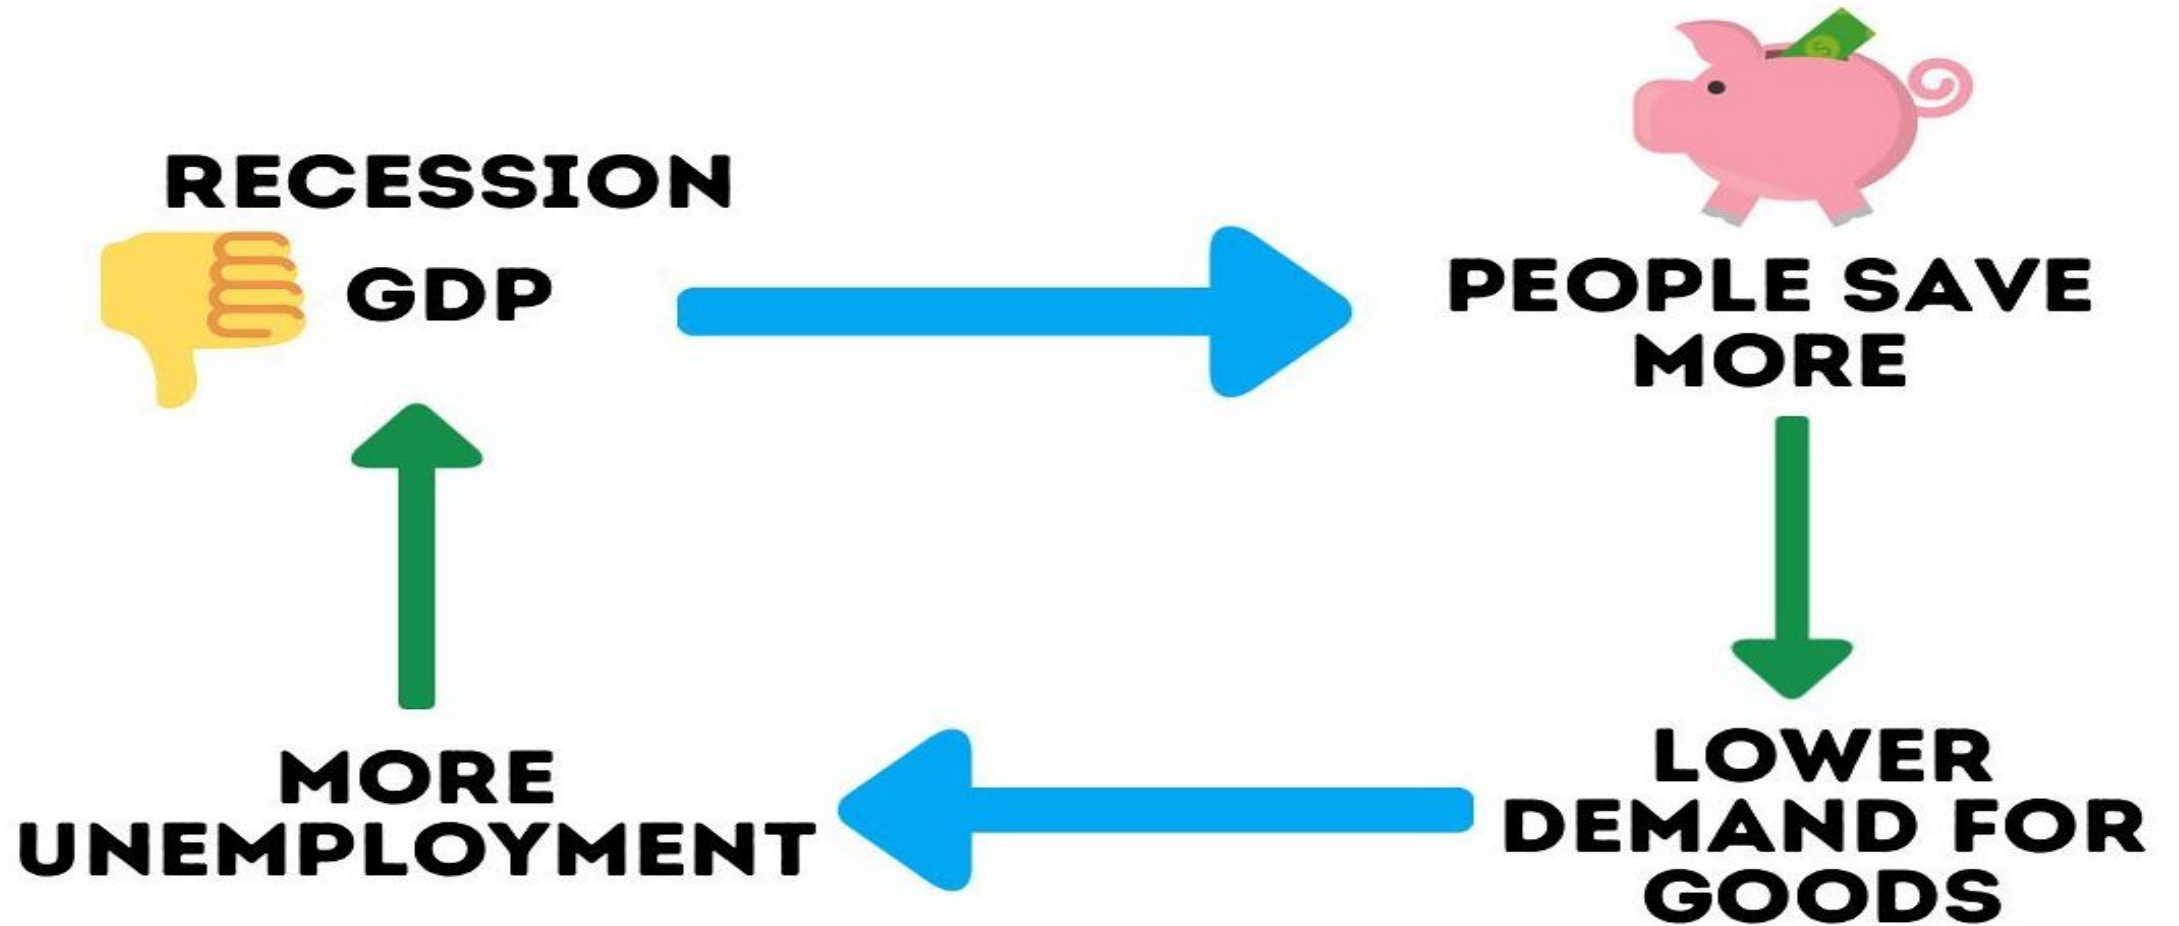 RECESSION
GDP
PEOPLE SAVE
MORE
LOWER
DEMAND FOR
GOODS
MORE
UNEMPLOYMENT